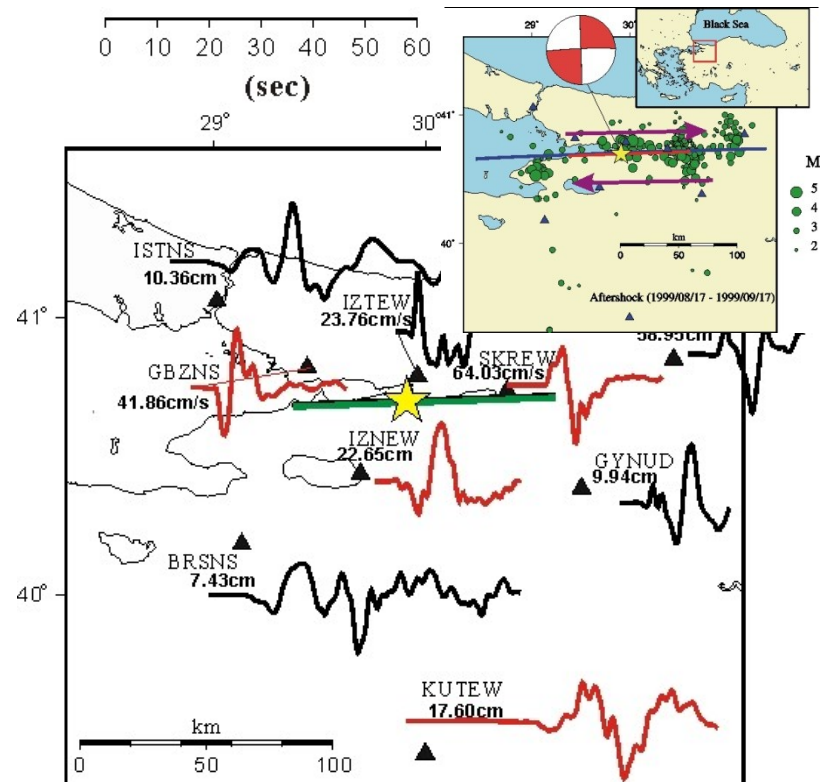 0 10 20 30 40 50 60
(sec)
29°
30°
41°
40°
ISTNS
10.36cm
IZTEW
23.76cm/s
GBZNS
41.86cm/s
SKREW
64.03cm/s
58.95cm
IZNEW
22.65cm
GYNUD
9.94cm
BRSNS
7.43cm
KUTEW
17.60cm
km
0 50 100
Black Sea
29°
30°
41°
40°
km
0 50 100
Aftershock (1999/08/17 - 1999/09/17)
M
5
4
3
2